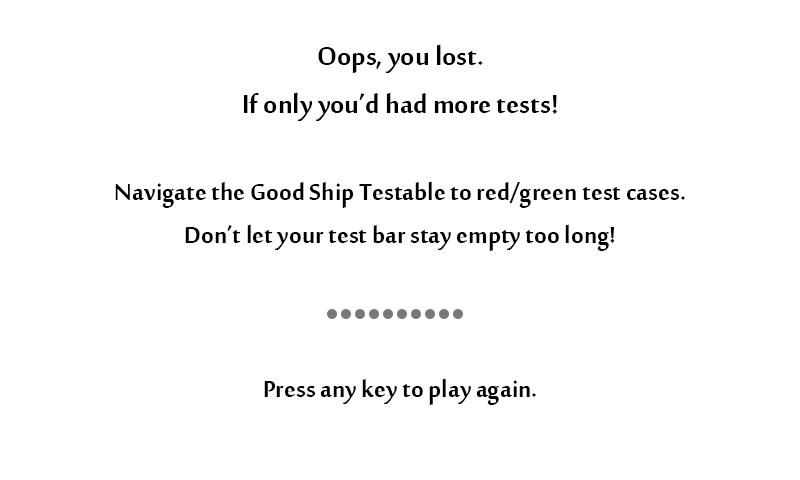 Oops, you lost.
If only you’d had more tests!
Navigate the Good Ship Testable to red/green test cases.
Don’t let your test bar stay empty too long!
Press any key to play again.